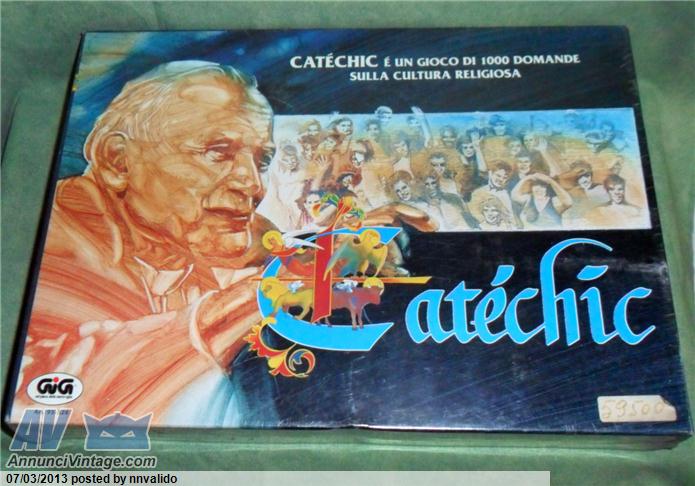 CATÉCHIC É UN GIOCO DI 1000 DOMANDE
SULLA CULTURA RELIGIOSA
Catéchic
GiG
59500
AV
AnnunciVintage.com
07/03/2013 posted by nnvalido